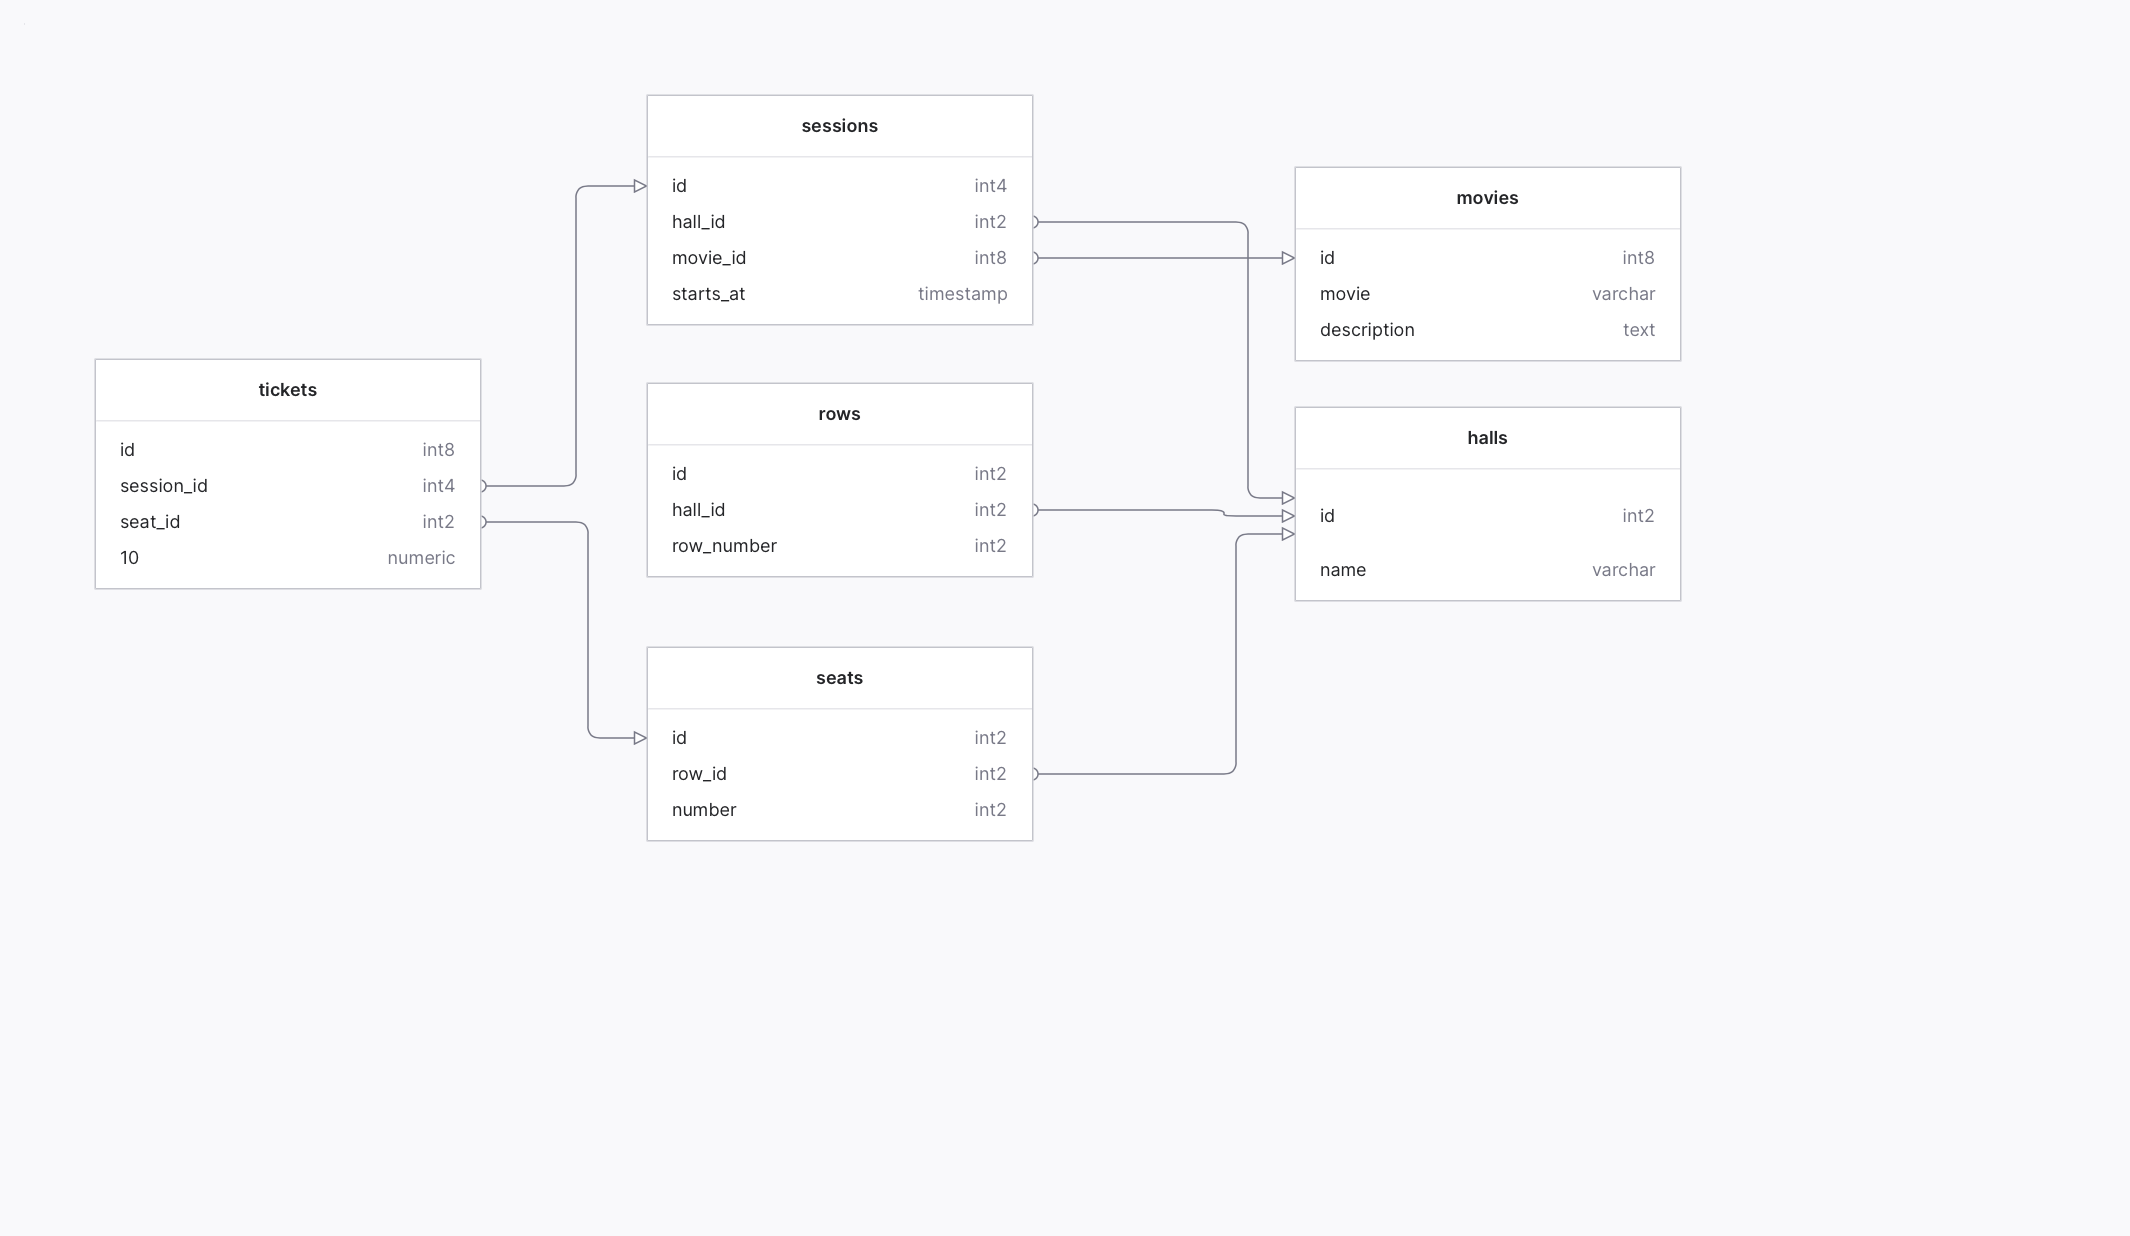 sessions
id int4
hall_id int2
movie_id int8
starts_at timestamp
movies
id int8
movie varchar
description text
tickets
id int8
session_id int4
seat_id int2
10 numeric
rows
id int2
hall_id int2
row_number int2
halls
id int2
name varchar
seats
id int2
row_id int2
number int2